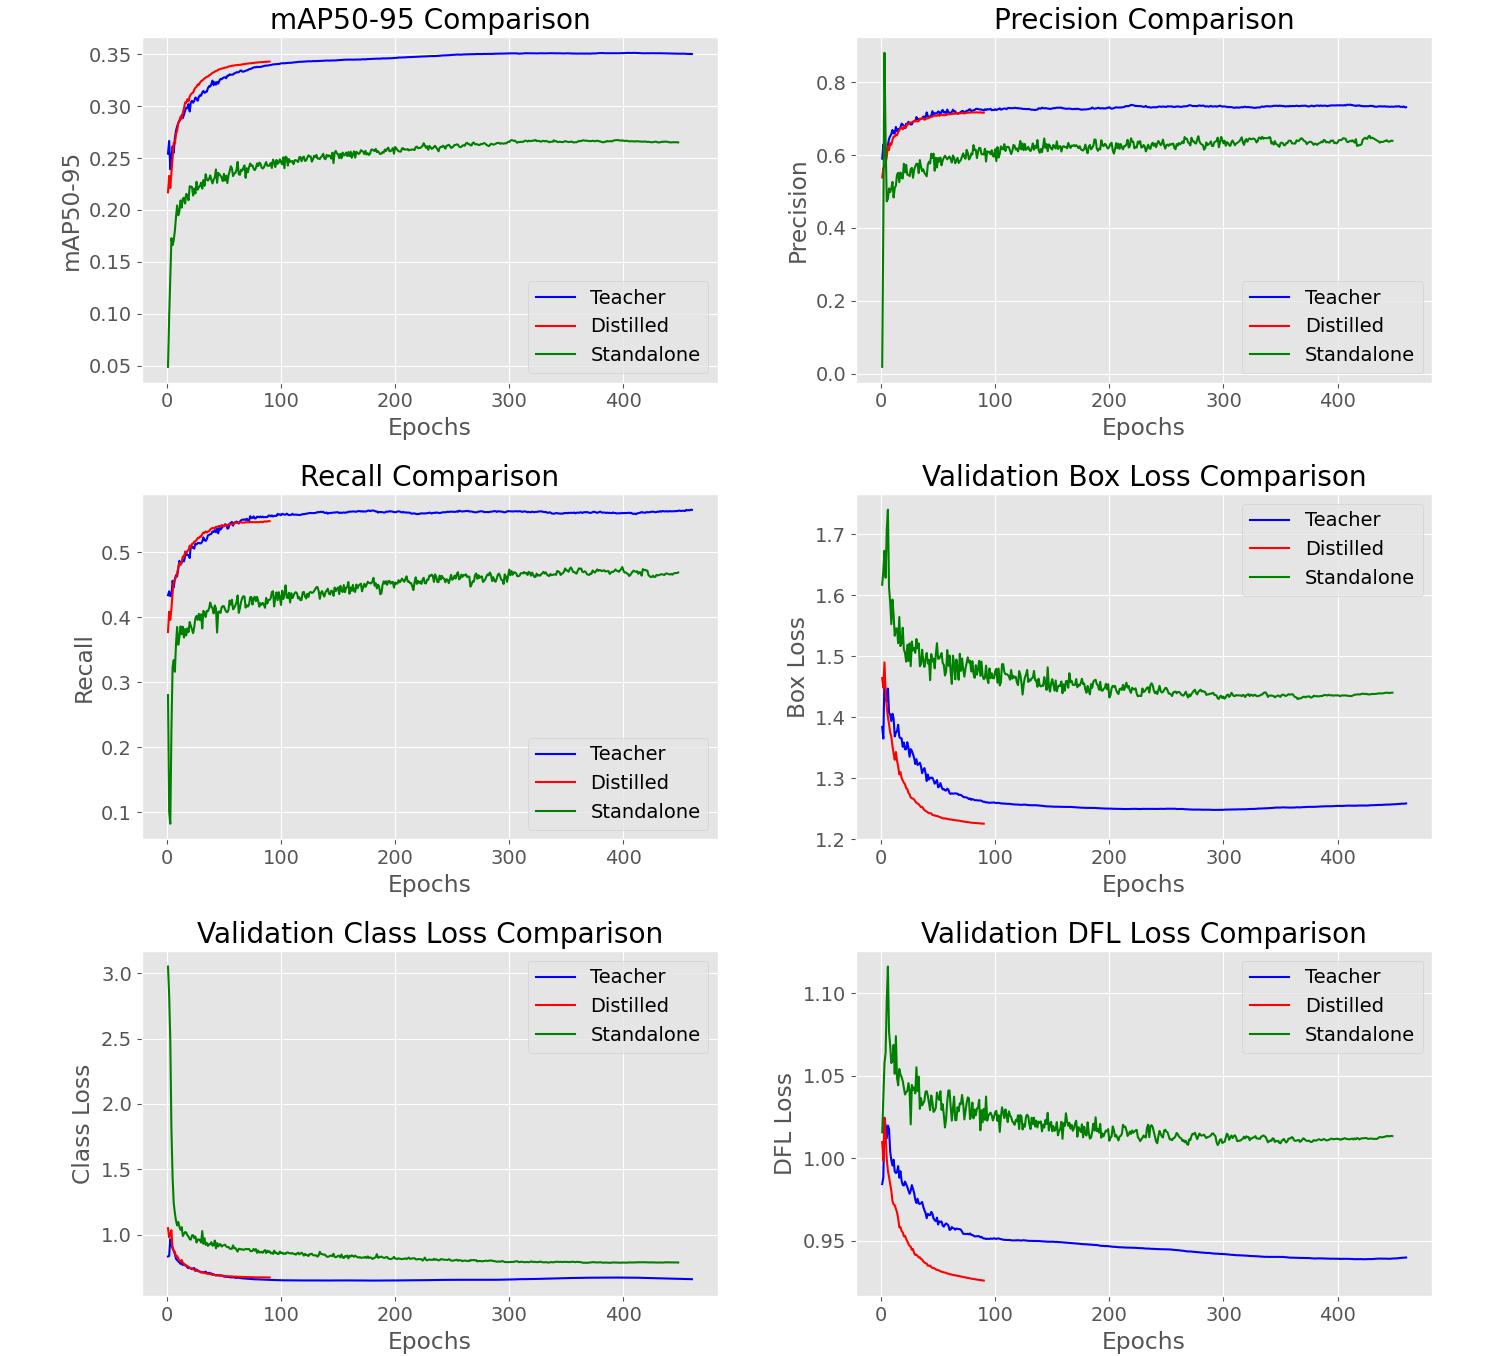 mAP50-95 Comparison
mAP50-95
0.35
0.30
0.25
0.20
0.15
0.10
0.05
0 100 200 300 400
Epochs
Teacher
Distilled
Standalone
Precision Comparison
Precision
0.8
0.6
0.4
0.2
0.0
0 100 200 300 400
Epochs
Teacher
Distilled
Standalone
Recall Comparison
Recall
0.5
0.4
0.3
0.2
0.1
0 100 200 300 400
Epochs
Teacher
Distilled
Standalone
Validation Box Loss Comparison
Box Loss
1.7
1.6
1.5
1.4
1.3
1.2
0 100 200 300 400
Epochs
Teacher
Distilled
Standalone
Validation Class Loss Comparison
Class Loss
3.0
2.5
2.0
1.5
1.0
0 100 200 300 400
Epochs
Teacher
Distilled
Standalone
Validation DFL Loss Comparison
DFL Loss
1.10
1.05
1.00
0.95
0 100 200 300 400
Epochs
Teacher
Distilled
Standalone